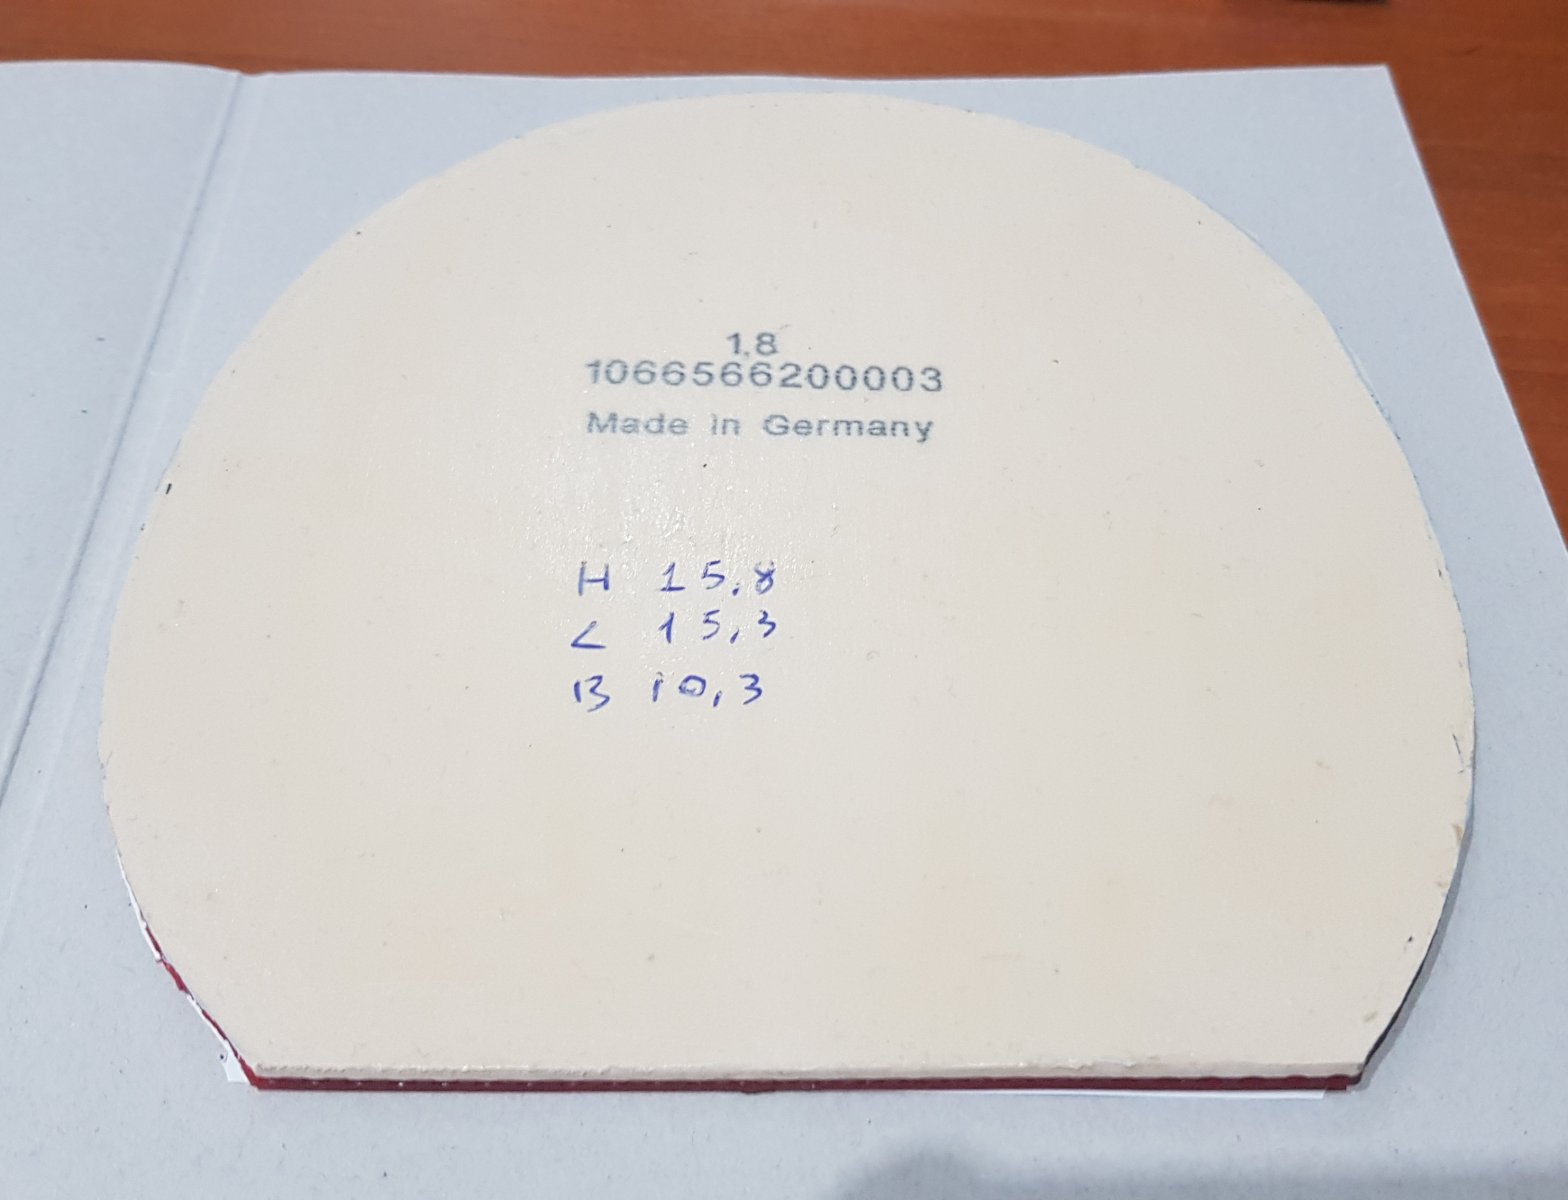 1,8
1066566200003
Made in Germany
H 15,8
L 15,3
B 10,3